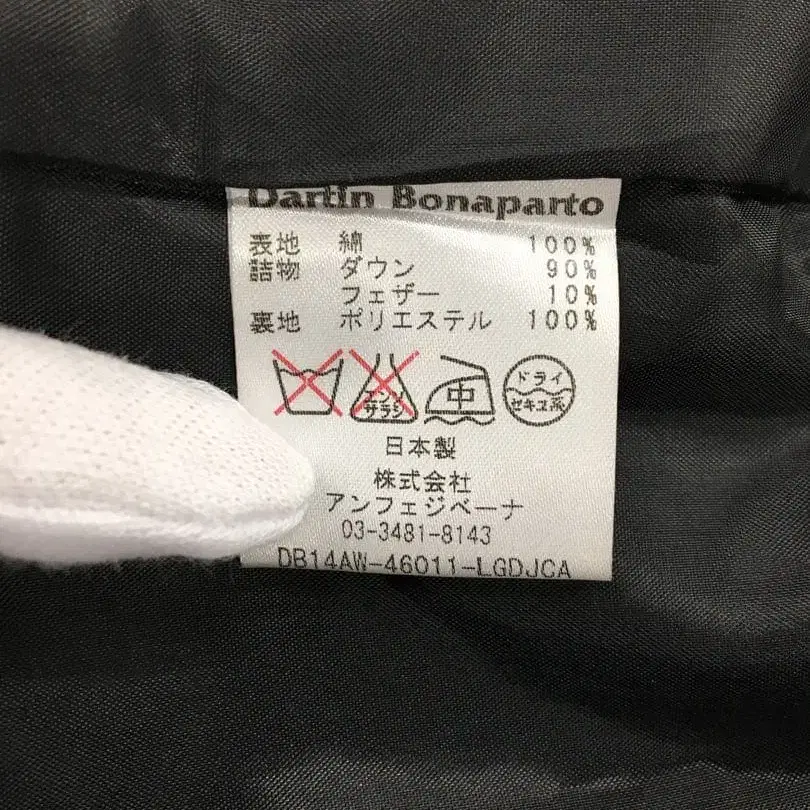 Dartin Bonaparto
表地 綿 100%
詰物 ダウン 90%
フェザー 10%
裏地 ポリエステル 100%
エンソ
サラシ
中
ドライ
セキユ系
日本製
株式会社
アンフェジベーナ
03-3481-8143
DB14AW-46011-LGDJCA